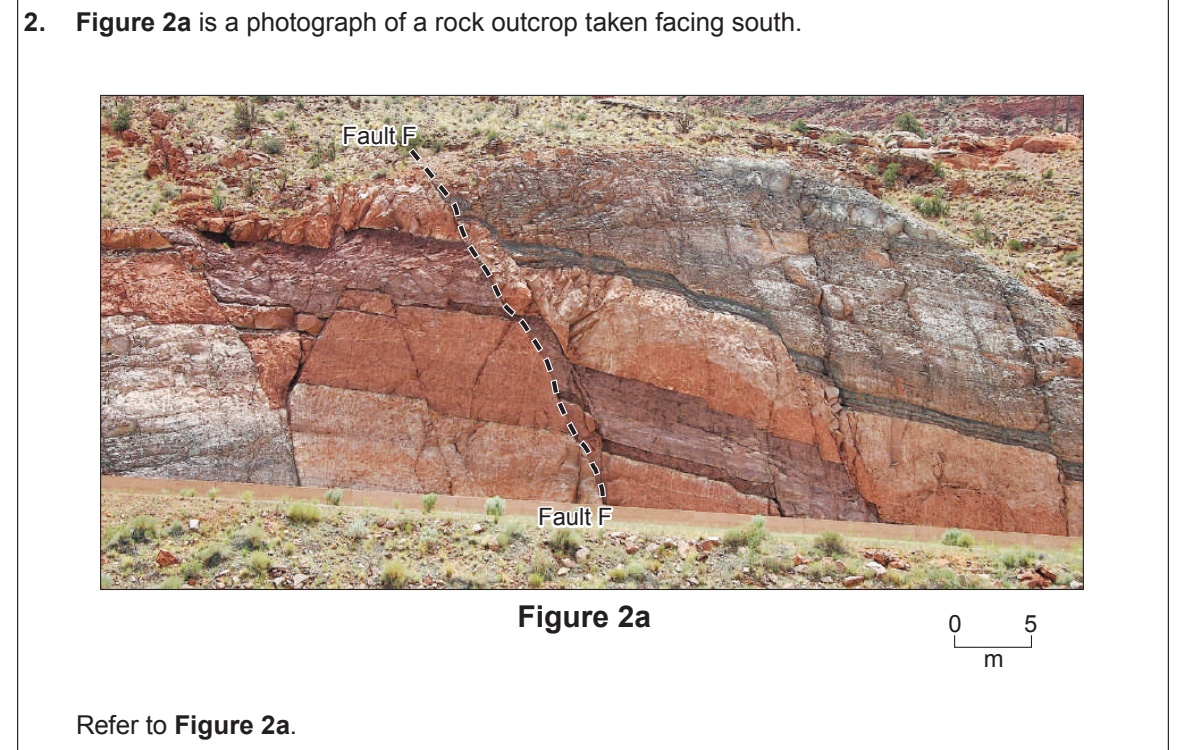 2. Figure 2a is a photograph of a rock outcrop taken facing south.
Fault F
Fault F
Figure 2a
0 5
m
Refer to Figure 2a.